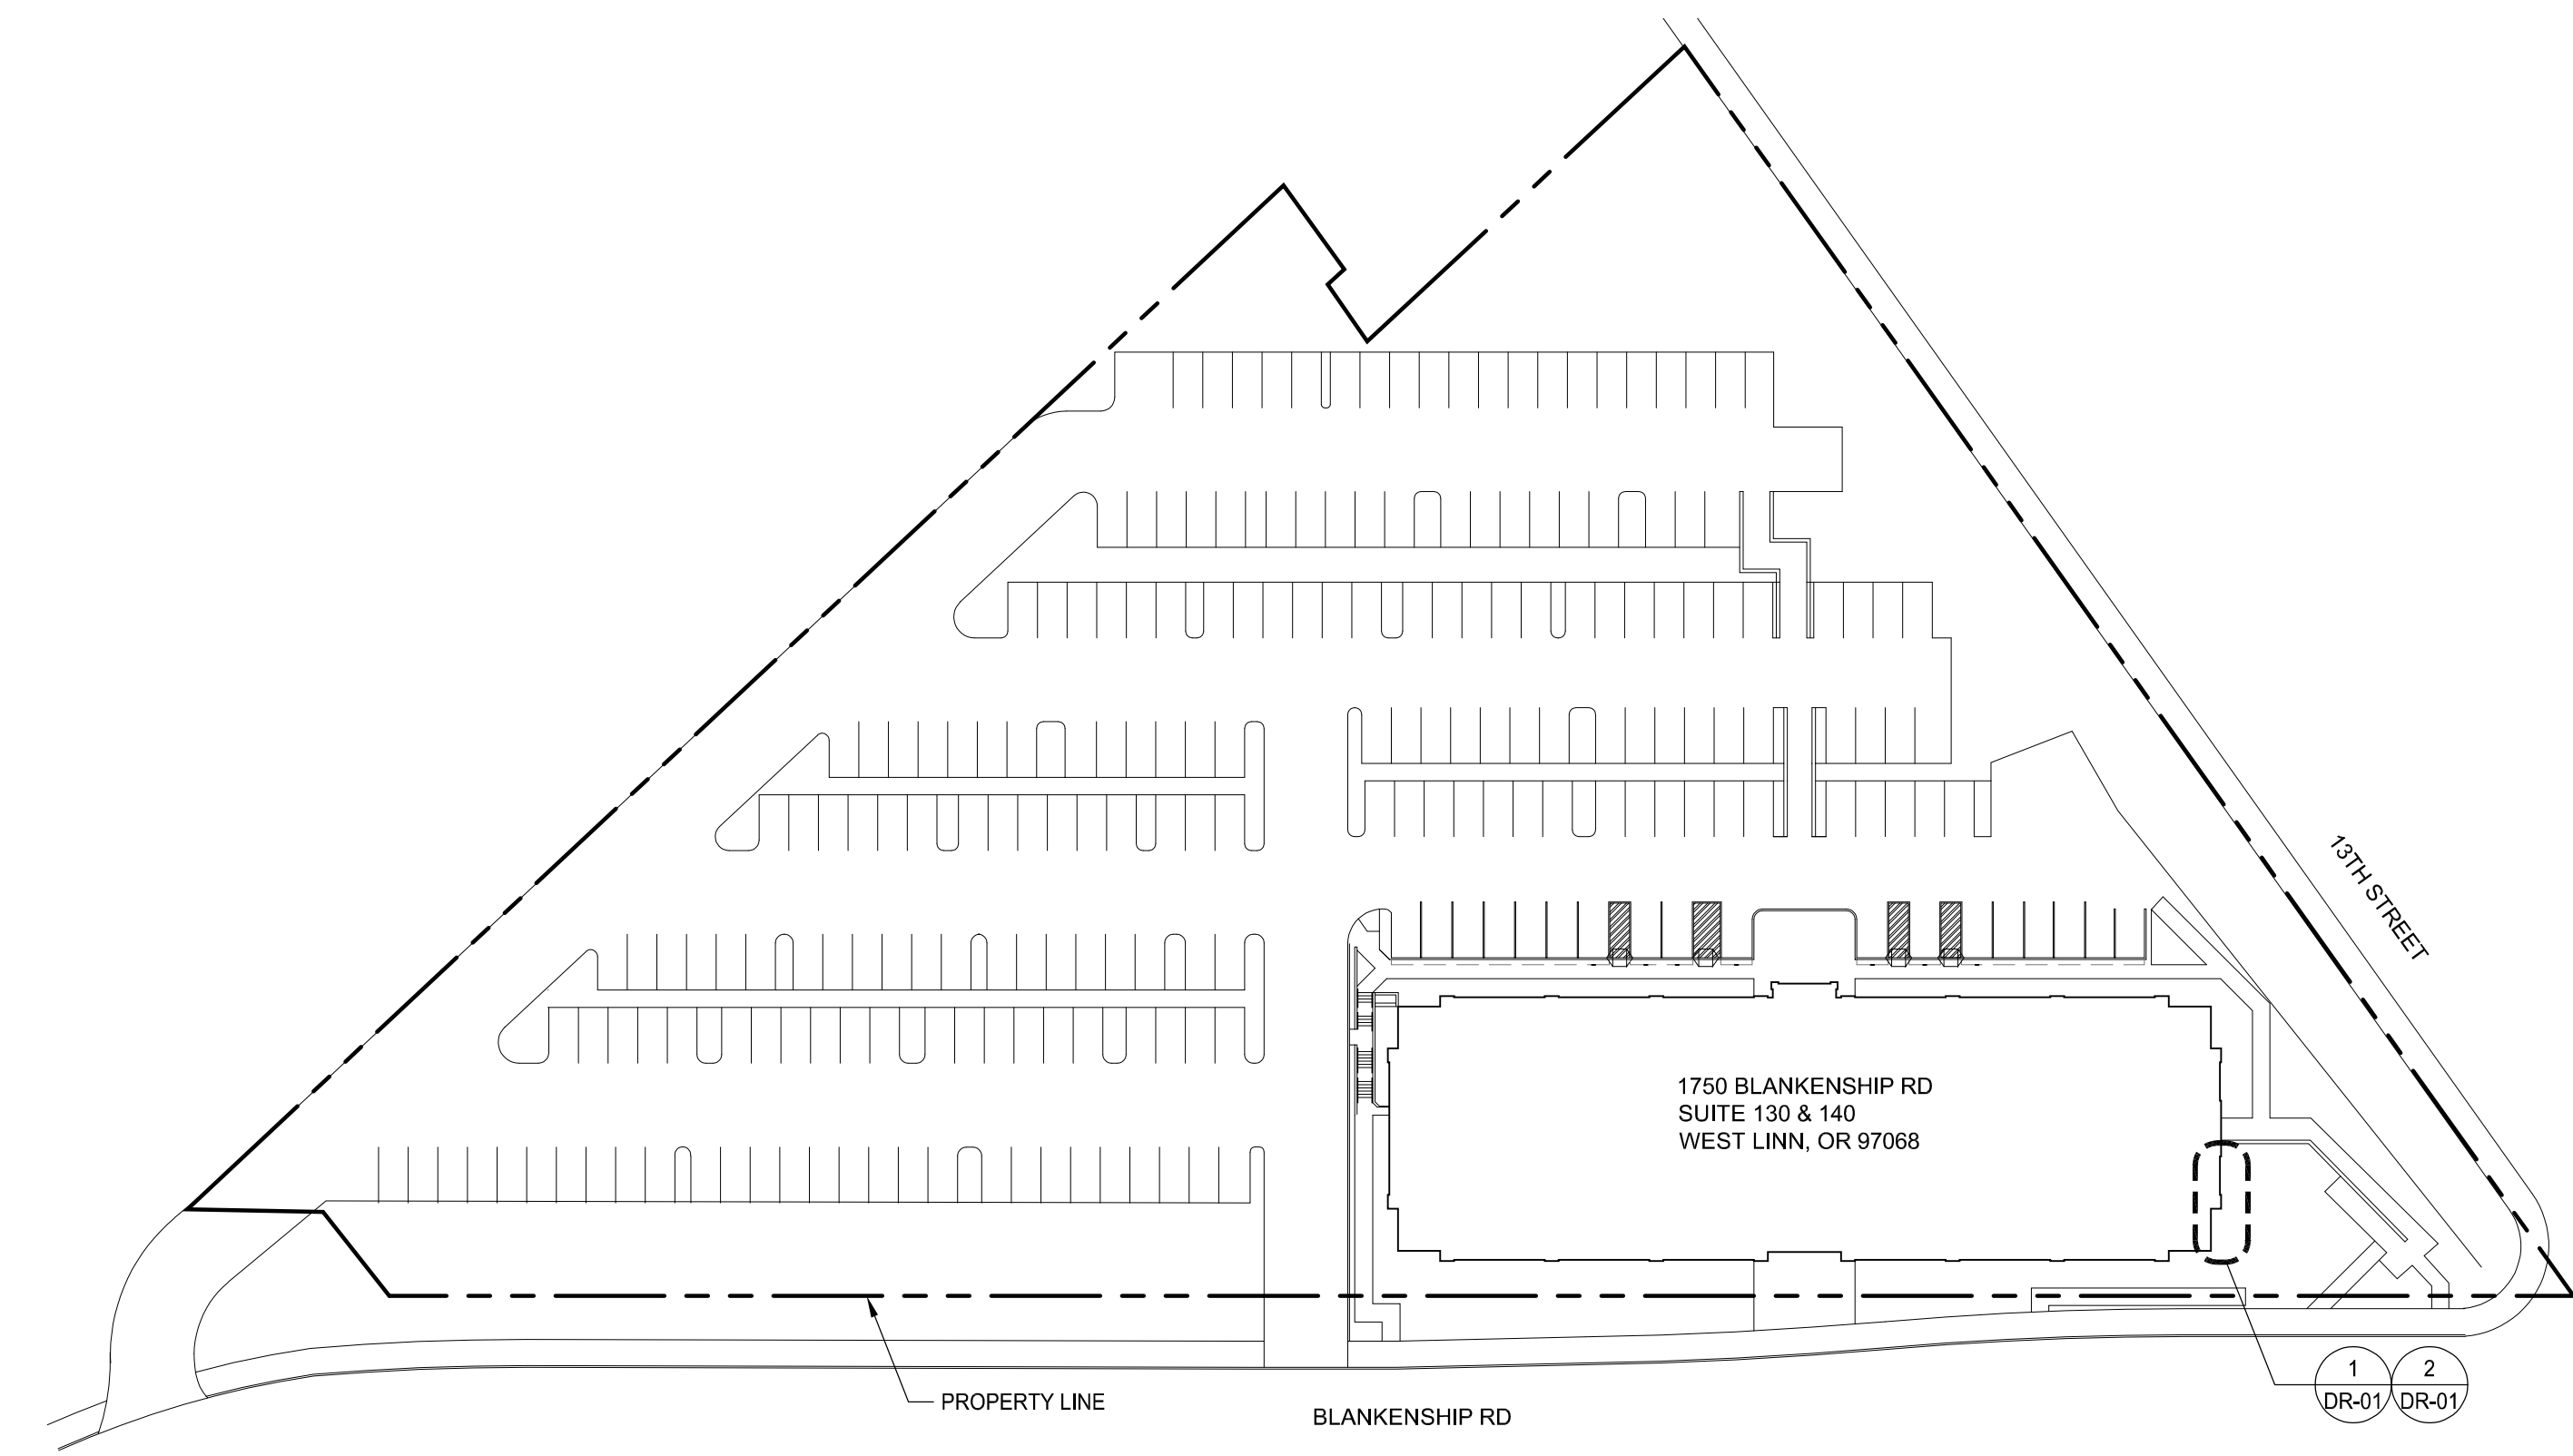 13TH STREET
1750 BLANKENSHIP RD
SUITE 130 & 140
WEST LINN, OR 97068
PROPERTY LINE
BLANKENSHIP RD
1
DR-01
2
DR-01